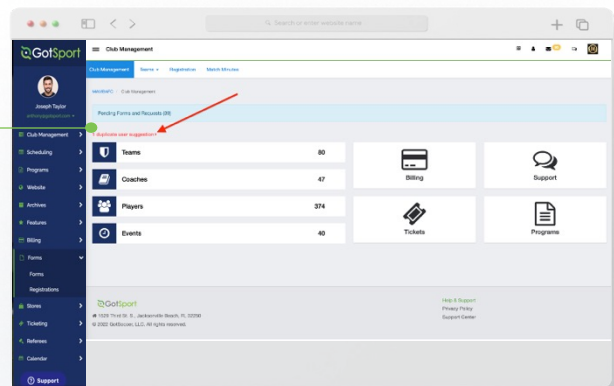 Search or enter website name
GotSport
Club Management
Club Management Teams Registration Match Minutes
Club Management
Joseph Taylor
Pending Forms and Requests (99)
duplicate user suggestion
Club Management
Scheduling
Programs
Website
Archives
Features
Billing
Forms
Forms
Registrations
Stores
Ticketing
Referees
Calendar
Support
Teams 80
Coaches 47
Players 374
Events 40
Billing
Support
Tickets
Programs
GotSport
© 2022 GotSoccer, LLC. All rights reserved.
Help & Support
Privacy Policy
Support Center